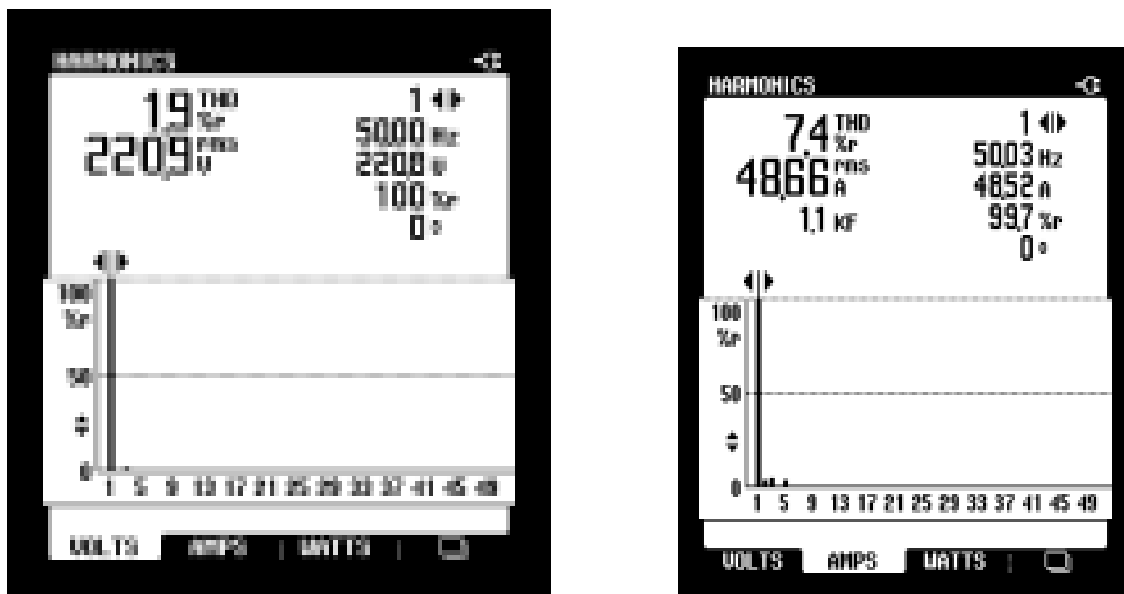 HARMONICS
1,9 THD %r
220,9 rms V
1
50,00 Hz
220,8 V
100 %r
0 °
100
%r
50
0
1 5 9 13 17 21 25 29 33 37 41 45 49
VOLTS AMPS WATTS
HARMONICS
7,4 THD %r
48,66 rms A
1,1 KF
1
50,03 Hz
48,52 A
99,7 %r
0 °
100
%r
50
0
1 5 9 13 17 21 25 29 33 37 41 45 49
VOLTS AMPS WATTS